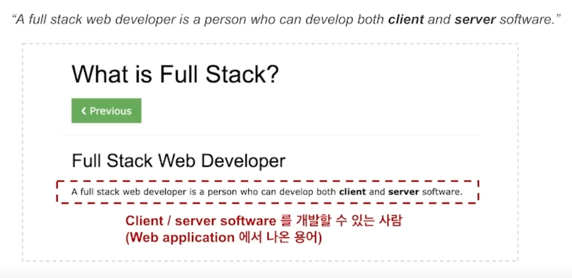 “A full stack web developer is a person who can develop both client and server software.”
What is Full Stack?
❮ Previous
Full Stack Web Developer
A full stack web developer is a person who can develop both client and server software.
Client / server software 를 개발할 수 있는 사람
(Web application 에서 나온 용어)